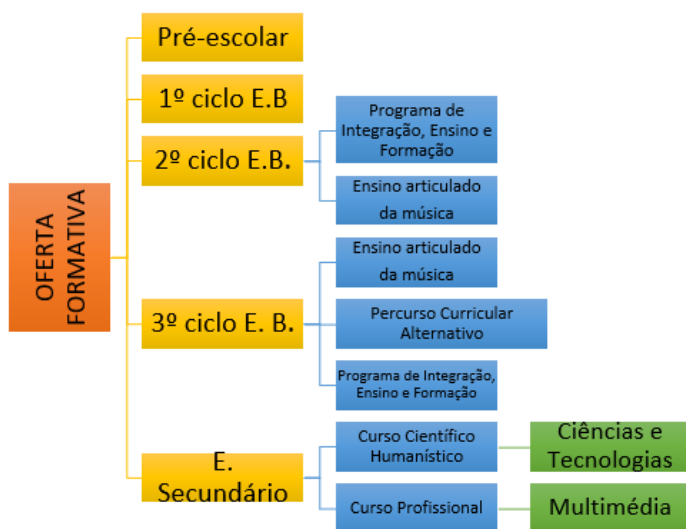 OFERTA
FORMATIVA
Pré-escolar
1º ciclo E.B
2º ciclo E.B.
Programa de
Integração, Ensino e
Formação
Ensino articulado
da música
3º ciclo E. B.
Ensino articulado
da música
Percurso Curricular
Alternativo
Programa de Integração,
Ensino e Formação
E.
Secundário
Curso Científico
Humanístico
Ciências e
Tecnologias
Curso Profissional
Multimédia